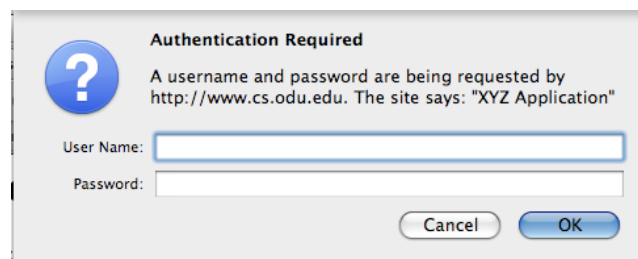 Authentication Required
A username and password are being requested by
http://www.cs.odu.edu. The site says: "XYZ Application"
User Name:
Password:
Cancel OK